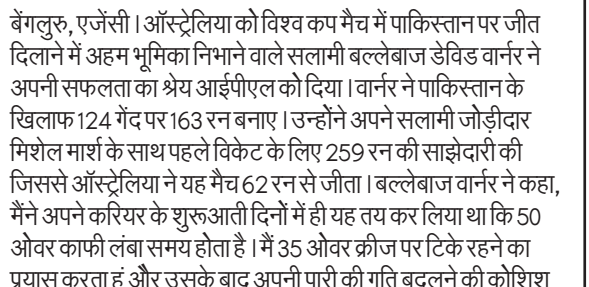 बेंगलुरु, एजेंसी। ऑस्ट्रेलिया को विश्व कप मैच में पाकिस्तान पर जीत
दिलाने में अहम भूमिका निभाने वाले सलामी बल्लेबाज डेविड वार्नर ने
अपनी सफलता का श्रेय आईपीएल को दिया। वार्नर ने पाकिस्तान के
खिलाफ 124 गेंद पर 163 रन बनाए। उन्होंने अपने सलामी जोड़ीदार
मिशेल मार्श के साथ पहले विकेट के लिए 259 रन की साझेदारी की
जिससे ऑस्ट्रेलिया ने यह मैच 62 रन से जीता। बल्लेबाज वार्नर ने कहा,
मैंने अपने करियर के शुरूआती दिनों में ही यह तय कर लिया था कि 50
ओवर काफी लंबा समय होता है। मैं 35 ओवर क्रीज पर टिके रहने का
प्रयास करता हूं और उसके बाद अपनी पारी की गति बदलने की कोशिश